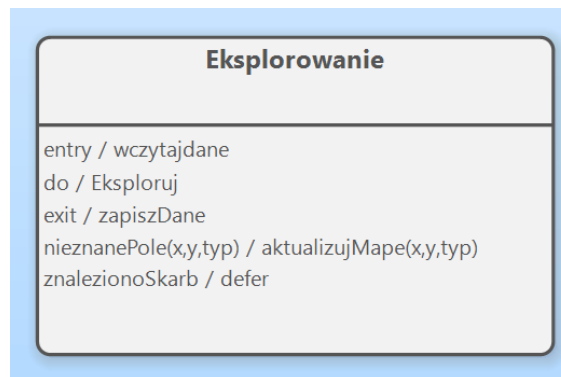 Eksplorowanie
entry / wczytajdane
do / Eksploruj
exit / zapiszDane
nieznanePole(x,y,typ) / aktualizujMape(x,y,typ)
znalezionoSkarb / defer